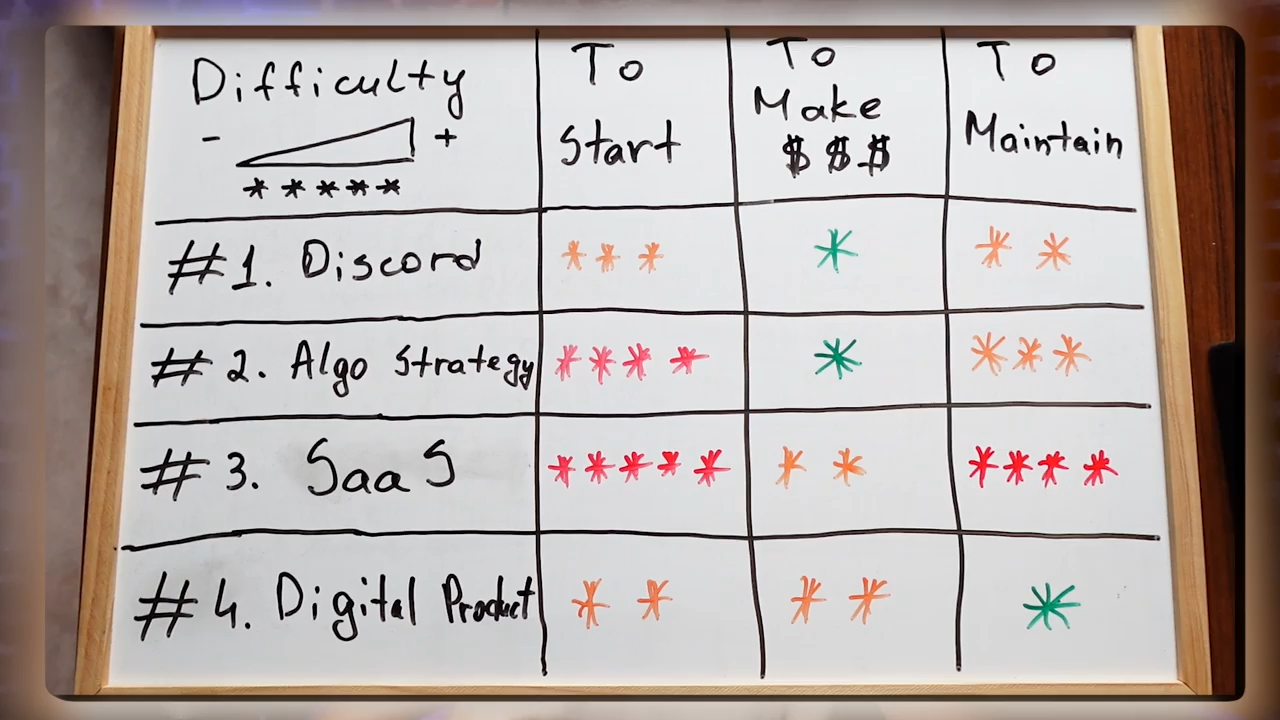 Difficulty
- +
* * * * *
To
Start
To
Make
$ $ $
To
Maintain
#1. Discord
* * *
*
* *
# 2. Algo Strategy
* * * *
*
* * *
# 3. SaaS
* * * * *
* *
* * * *
#4. Digital Product
* *
* *
*